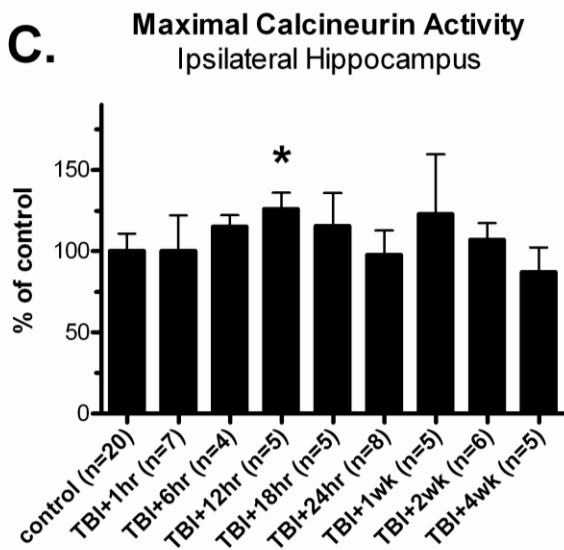 C.
Maximal Calcineurin Activity
Ipsilateral Hippocampus
% of control
150
100
50
0
*
control (n=20)
TBI+1hr (n=7)
TBI+6hr (n=4)
TBI+12hr (n=5)
TBI+18hr (n=5)
TBI+24hr (n=8)
TBI+1wk (n=5)
TBI+2wk (n=6)
TBI+4wk (n=5)